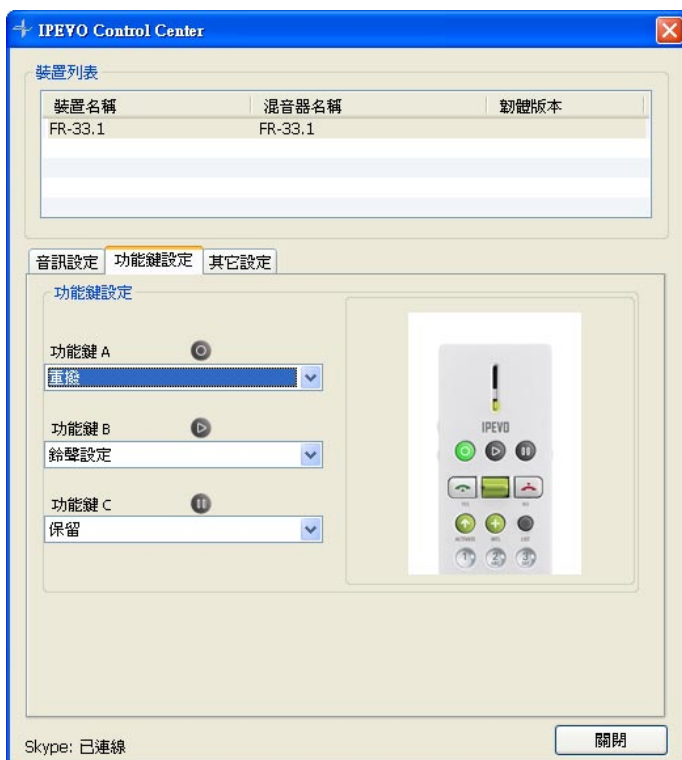 IPEVO Control Center
裝置列表
裝置名稱 混音器名稱 韌體版本
FR-33.1 FR-33.1
音訊設定 功能鍵設定 其它設定
功能鍵設定
功能鍵 A
重撥
功能鍵 B
鈴聲設定
功能鍵 C
保留
IPEVO
1 2 3
Skype: 已連線
關閉